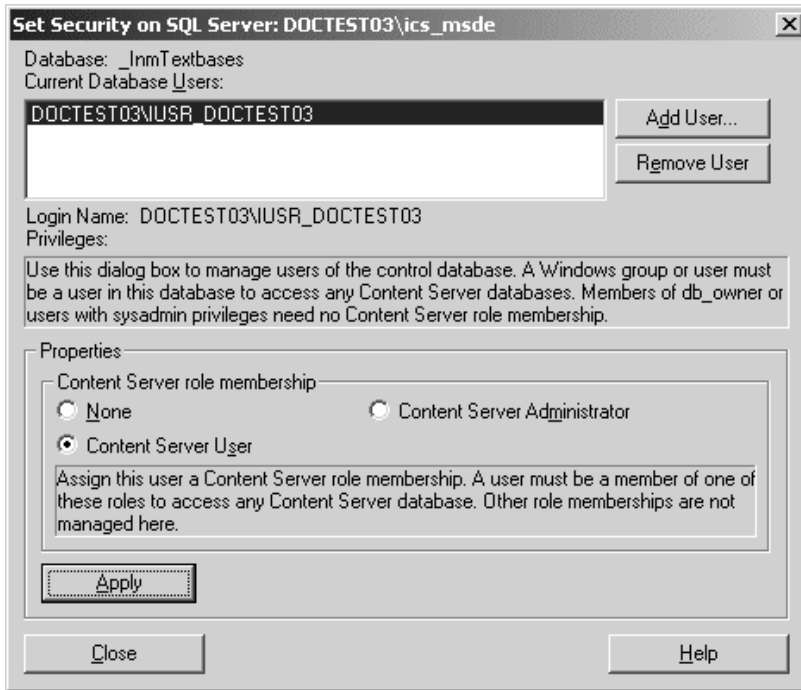 Set Security on SQL Server: DOCTEST03\ics_msde
Database: _InmTextbases
Current Database Users:
DOCTEST03\IUSR_DOCTEST03
Add User...
Remove User
Login Name: DOCTEST03\IUSR_DOCTEST03
Privileges:
Use this dialog box to manage users of the control database. A Windows group or user must
be a user in this database to access any Content Server databases. Members of db_owner or
users with sysadmin privileges need no Content Server role membership.
Properties
Content Server role membership
None
Content Server Administrator
Content Server User
Assign this user a Content Server role membership. A user must be a member of one of
these roles to access any Content Server database. Other role memberships are not
managed here.
Apply
Close
Help